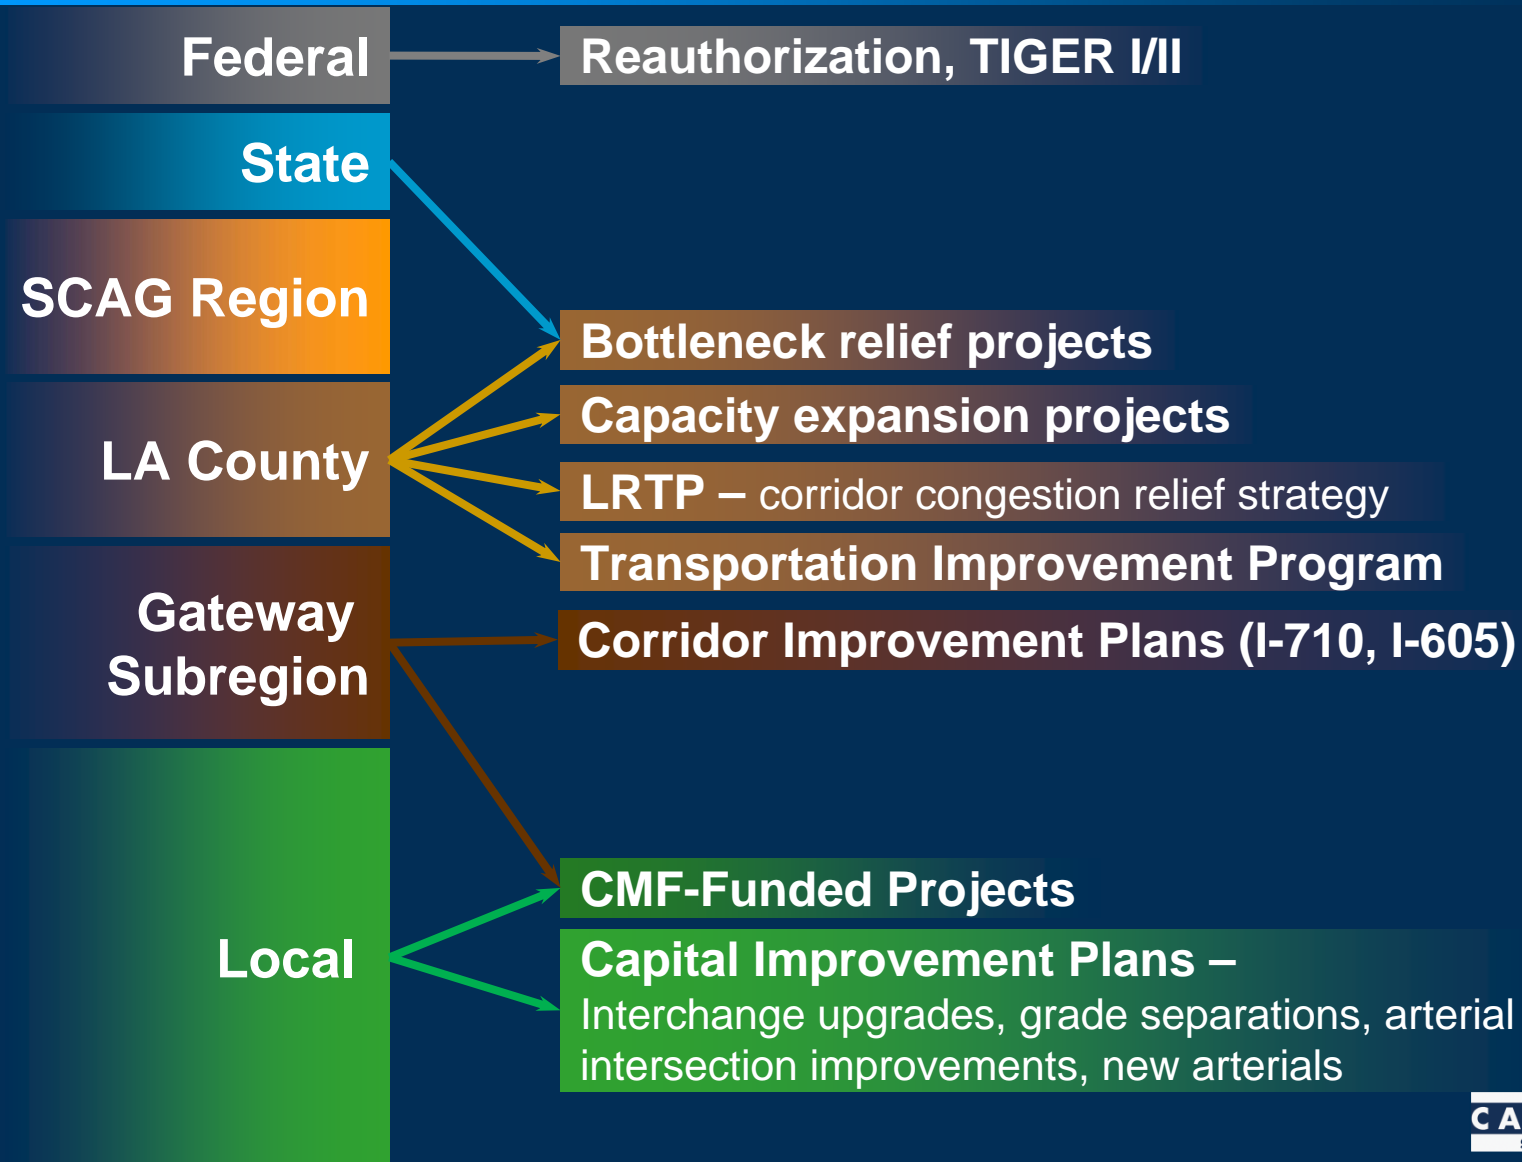 Federal
Reauthorization, TIGER I/II
State
SCAG Region
Bottleneck relief projects
Capacity expansion projects
LA County
LRTP – corridor congestion relief strategy
Transportation Improvement Program
Gateway
Subregion
Corridor Improvement Plans (I-710, I-605)
CMF-Funded Projects
Local
Capital Improvement Plans –
Interchange upgrades, grade separations, arterial
intersection improvements, new arterials
C A